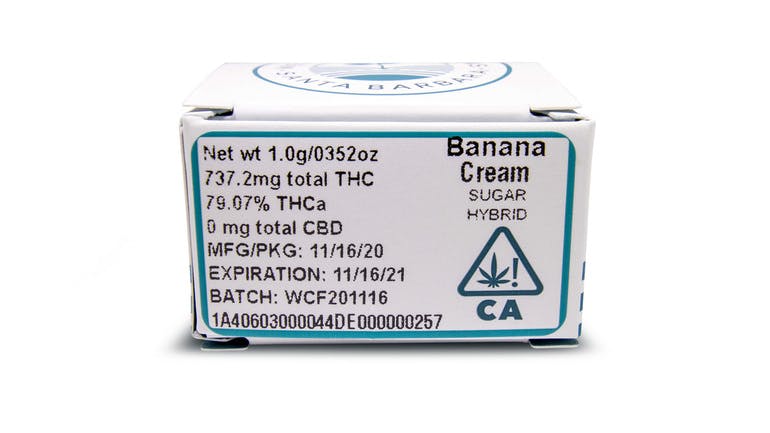 SANTA BARBARA
Net wt 1.0g/0352oz
737.2mg total THC
79.07% THCa
0 mg total CBD
MFG/PKG: 11/16/20
EXPIRATION: 11/16/21
BATCH: WCF201116
1A40603000044DE000000257
Banana
Cream
SUGAR
HYBRID
!
CA